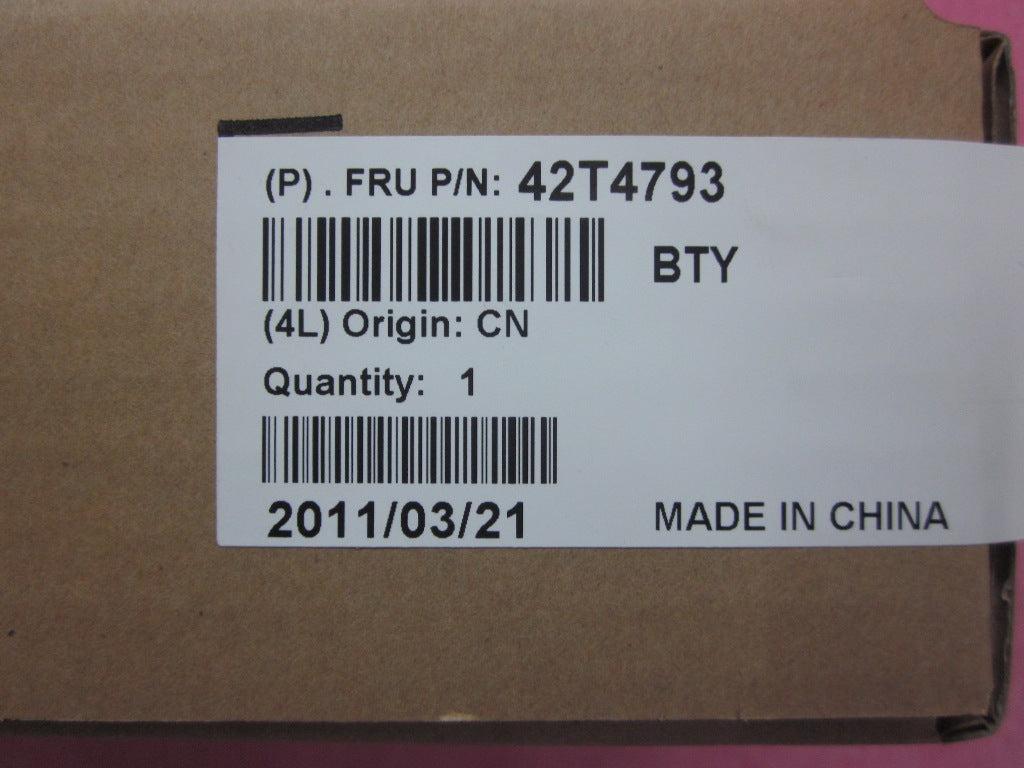 (P) . FRU P/N: 42T4793
BTY
(4L) Origin: CN
Quantity: 1
2011/03/21
MADE IN CHINA